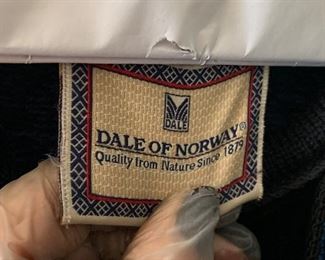 DALE
DALE OF NORWAY®
Quality from Nature Since 1879